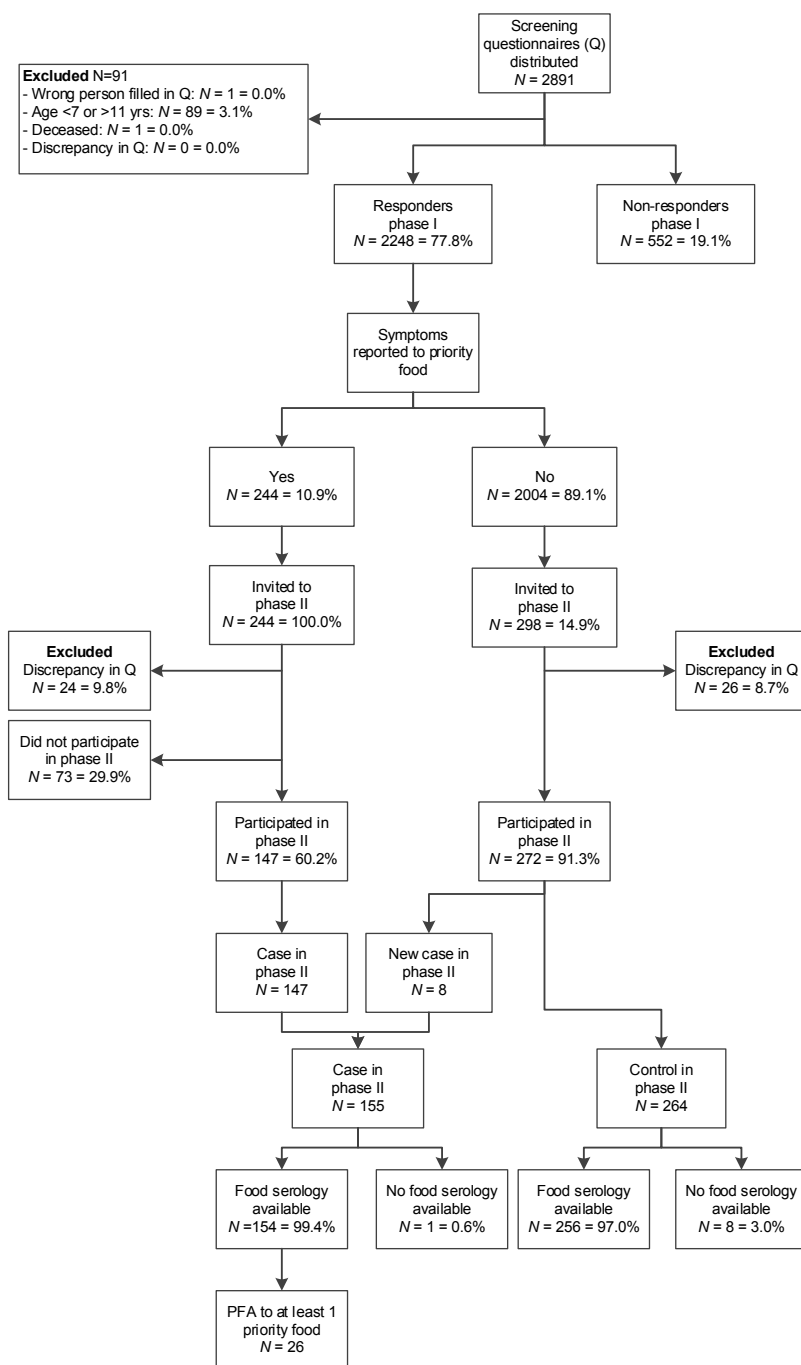 Screening
questionnaires (Q)
distributed
N = 2891
Excluded N=91
- Wrong person filled in Q: N = 1 = 0.0%
- Age <7 or >11 yrs: N = 89 = 3.1%
- Deceased: N = 1 = 0.0%
- Discrepancy in Q: N = 0 = 0.0%
Responders
phase I
N = 2248 = 77.8%
Non-responders
phase I
N = 552 = 19.1%
Symptoms
reported to priority
food
Yes
N = 244 = 10.9%
No
N = 2004 = 89.1%
Invited to
phase II
N = 244 = 100.0%
Invited to
phase II
N = 298 = 14.9%
Excluded
Discrepancy in Q
N = 24 = 9.8%
Excluded
Discrepancy in Q
N = 26 = 8.7%
Did not participate
in phase II
N = 73 = 29.9%
Participated in
phase II
N = 147 = 60.2%
Participated in
phase II
N = 272 = 91.3%
Case in
phase II
N = 147
New case in
phase II
N = 8
Case in
phase II
N = 155
Control in
phase II
N = 264
Food serology
available
N =154 = 99.4%
No food serology
available
N = 1 = 0.6%
Food serology
available
N = 256 = 97.0%
No food serology
available
N = 8 = 3.0%
PFA to at least 1
priority food
N = 26